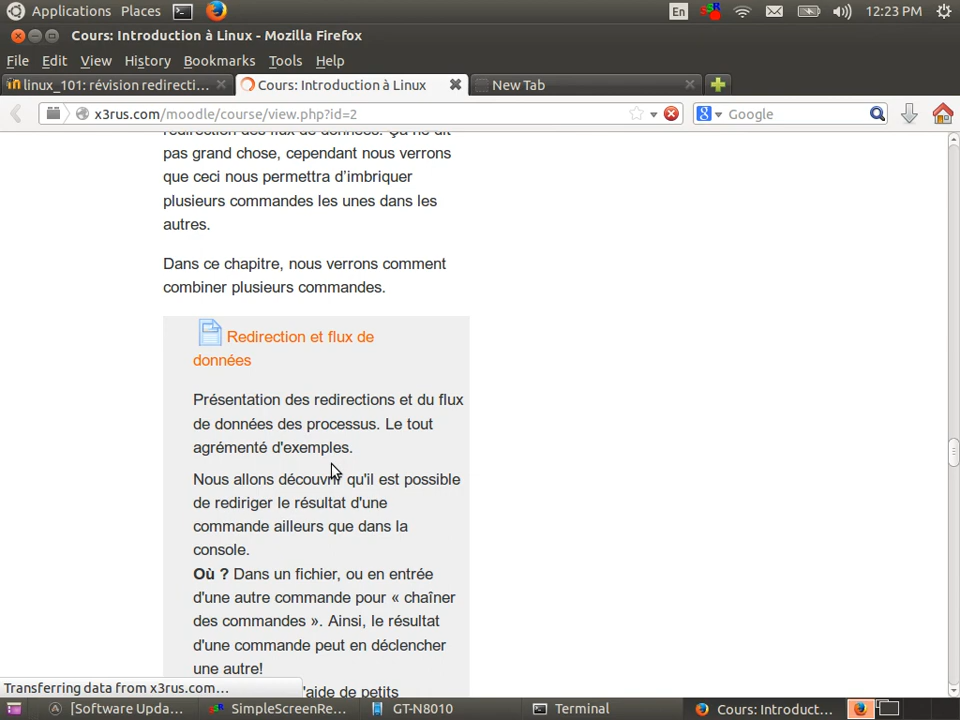 Applications Places En 12:23 PM
Cours: Introduction à Linux - Mozilla Firefox
File Edit View History Bookmarks Tools Help
linux_101: révision redirecti... Cours: Introduction à Linux New Tab
x3rus.com/moodle/course/view.php?id=2 Google
pas grand chose, cependant nous verrons
que ceci nous permettra d'imbriquer
plusieurs commandes les unes dans les
autres.
Dans ce chapitre, nous verrons comment
combiner plusieurs commandes.
Redirection et flux de
données
Présentation des redirections et du flux
de données des processus. Le tout
agrémenté d'exemples.
Nous allons découvrir qu'il est possible
de rediriger le résultat d'une
commande ailleurs que dans la
console.
Où ? Dans un fichier, ou en entrée
d'une autre commande pour « chaîner
des commandes ». Ainsi, le résultat
d'une commande peut en déclencher
une autre!
Transferring data from x3rus.com... l'aide de petits
[Software Upda... SimpleScreenRe... GT-N8010 Terminal Cours: Introduct...